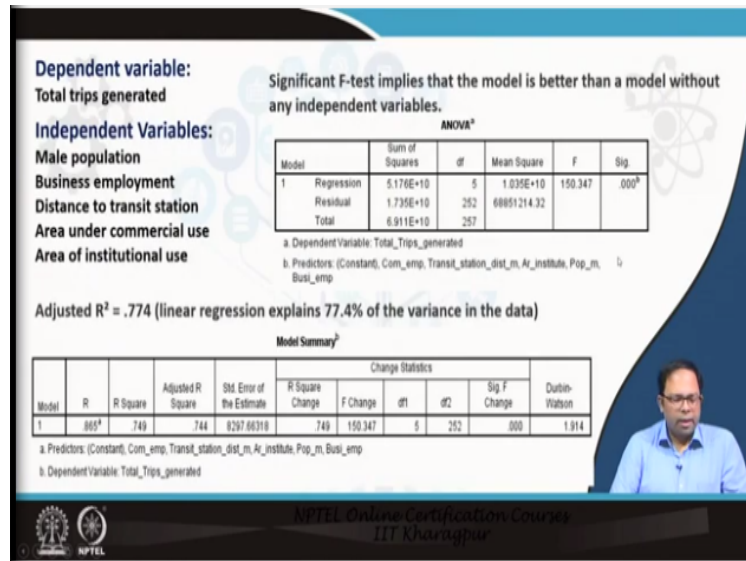 Dependent variable:
Total trips generated
Independent Variables:
Male population
Business employment
Distance to transit station
Area under commercial use
Area of institutional use
Significant F-test implies that the model is better than a model without
any independent variables.
ANOVAa
Model Sum of Squares df Mean Square F Sig.
1 Regression 5.176E+10 5 1.035E+10 150.347 .000b
Residual 1.735E+10 252 68851214.32
Total 6.911E+10 257
a. Dependent Variable: Total_Trips_generated
b. Predictors: (Constant), Com_emp, Transit_station_dist_m, Ar_institute, Pop_m,
Busi_emp
Adjusted R² = .774 (linear regression explains 77.4% of the variance in the data)
Model Summaryb
Change Statistics
Model R R Square Adjusted R Square Std. Error of the Estimate R Square Change F Change df1 df2 Sig. F Change Durbin-Watson
1 .865a .749 .744 8297.66318 .749 150.347 5 252 .000 1.914
a. Predictors: (Constant), Com_emp, Transit_station_dist_m, Ar_institute, Pop_m, Busi_emp
b. Dependent Variable: Total_Trips_generated
NPTEL
NPTEL Online Certification Courses
IIT Kharagpur